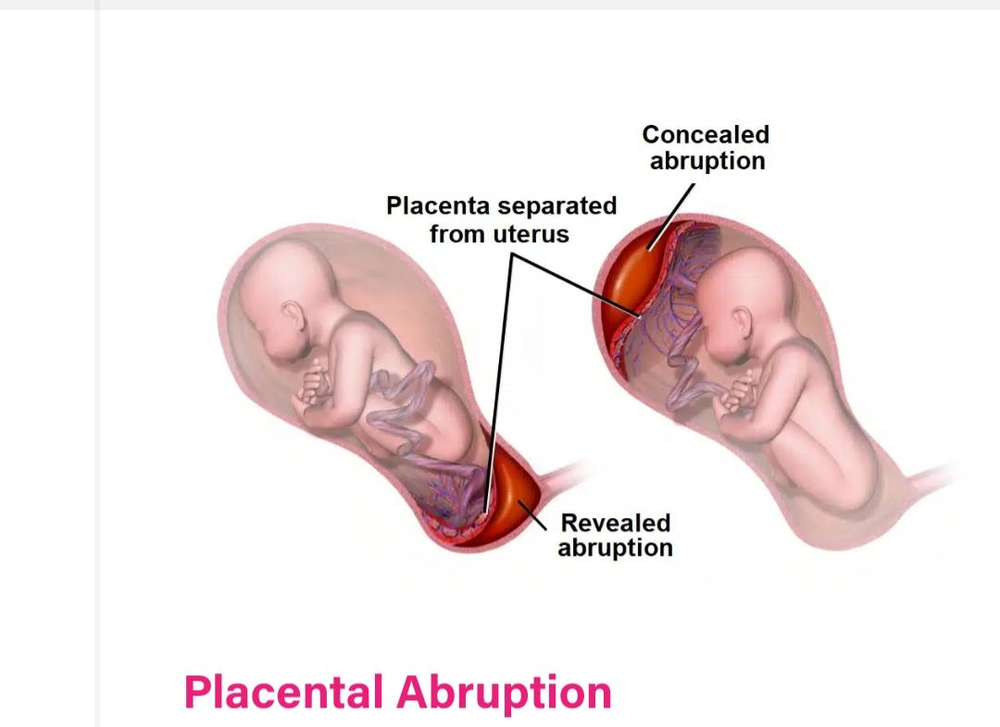 Concealed
abruption
Placenta separated
from uterus
Revealed
abruption
Placental Abruption